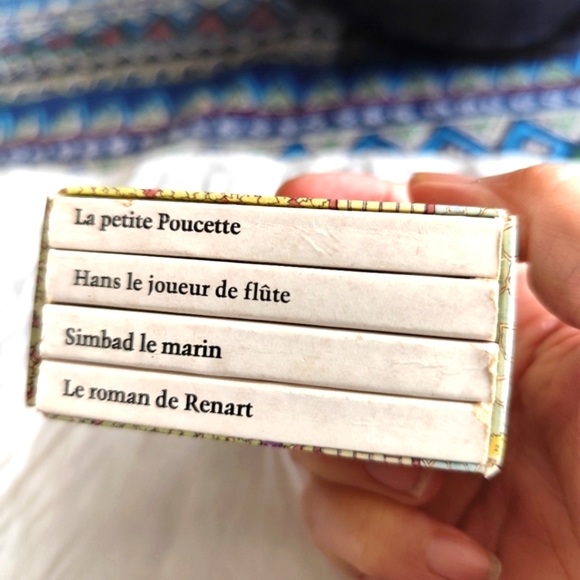 La petite Poucette
Hans le joueur de flûte
Simbad le marin
Le roman de Renart